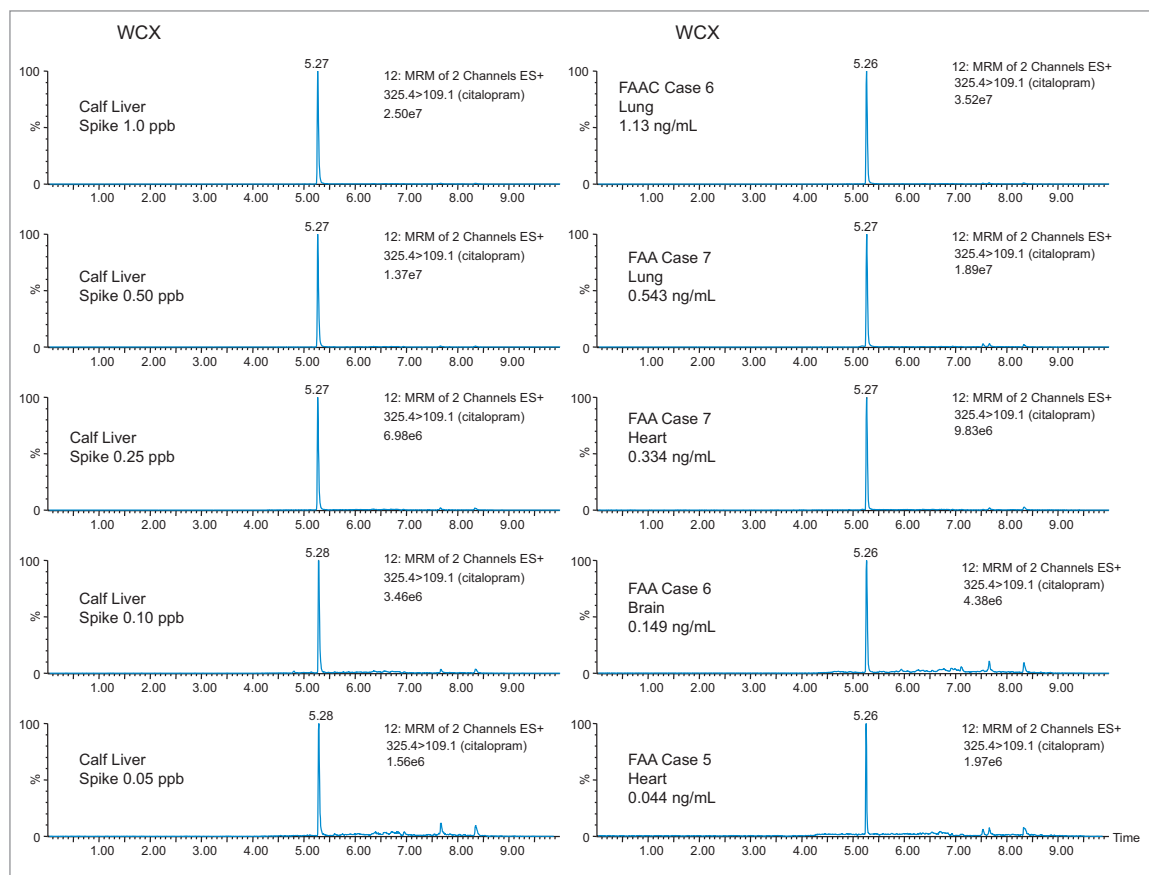 WCX
WCX
5.27
12: MRM of 2 Channels ES+
325.4>109.1 (citalopram)
2.50e7
Calf Liver
Spike 1.0 ppb
100
%
0
1.00 2.00 3.00 4.00 5.00 6.00 7.00 8.00 9.00
5.26
12: MRM of 2 Channels ES+
325.4>109.1 (citalopram)
3.52e7
FAAC Case 6
Lung
1.13 ng/mL
100
%
0
1.00 2.00 3.00 4.00 5.00 6.00 7.00 8.00 9.00
5.27
12: MRM of 2 Channels ES+
325.4>109.1 (citalopram)
1.37e7
Calf Liver
Spike 0.50 ppb
100
%
0
1.00 2.00 3.00 4.00 5.00 6.00 7.00 8.00 9.00
5.27
12: MRM of 2 Channels ES+
325.4>109.1 (citalopram)
1.89e7
FAA Case 7
Lung
0.543 ng/mL
100
%
0
1.00 2.00 3.00 4.00 5.00 6.00 7.00 8.00 9.00
5.27
12: MRM of 2 Channels ES+
325.4>109.1 (citalopram)
6.98e6
Calf Liver
Spike 0.25 ppb
100
%
0
1.00 2.00 3.00 4.00 5.00 6.00 7.00 8.00 9.00
5.27
12: MRM of 2 Channels ES+
325.4>109.1 (citalopram)
9.83e6
FAA Case 7
Heart
0.334 ng/mL
100
%
0
1.00 2.00 3.00 4.00 5.00 6.00 7.00 8.00 9.00
5.28
12: MRM of 2 Channels ES+
325.4>109.1 (citalopram)
3.46e6
Calf Liver
Spike 0.10 ppb
100
%
0
1.00 2.00 3.00 4.00 5.00 6.00 7.00 8.00 9.00
5.26
12: MRM of 2 Channels ES+
325.4>109.1 (citalopram)
4.38e6
FAA Case 6
Brain
0.149 ng/mL
100
%
0
1.00 2.00 3.00 4.00 5.00 6.00 7.00 8.00 9.00
5.28
12: MRM of 2 Channels ES+
325.4>109.1 (citalopram)
1.56e6
Calf Liver
Spike 0.05 ppb
100
%
0
1.00 2.00 3.00 4.00 5.00 6.00 7.00 8.00 9.00
5.26
12: MRM of 2 Channels ES+
325.4>109.1 (citalopram)
1.97e6
FAA Case 5
Heart
0.044 ng/mL
100
%
0
1.00 2.00 3.00 4.00 5.00 6.00 7.00 8.00 9.00
Time